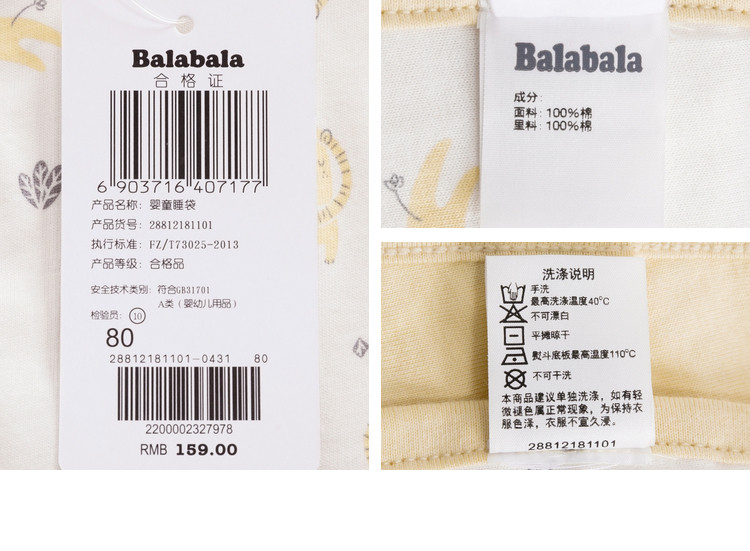 Balabala
合格证
6 903716 407177
产品名称: 婴童睡袋
产品货号: 28812181101
执行标准: FZ/T73025-2013
产品等级: 合格品
安全技术类别: 符合GB31701
A类（婴幼儿用品）
检验员: 10
80
28812181101-0431 80
2200002327978
RMB 159.00
Balabala
成分:
面料: 100%棉
里料: 100%棉
洗涤说明
手洗
最高洗涤温度40°C
不可漂白
平摊晾干
熨斗底板最高温度110°C
不可干洗
本商品建议单独洗涤，如有轻
微褪色属正常现象，为保持衣
服色泽，衣服不宜久浸。
28812181101